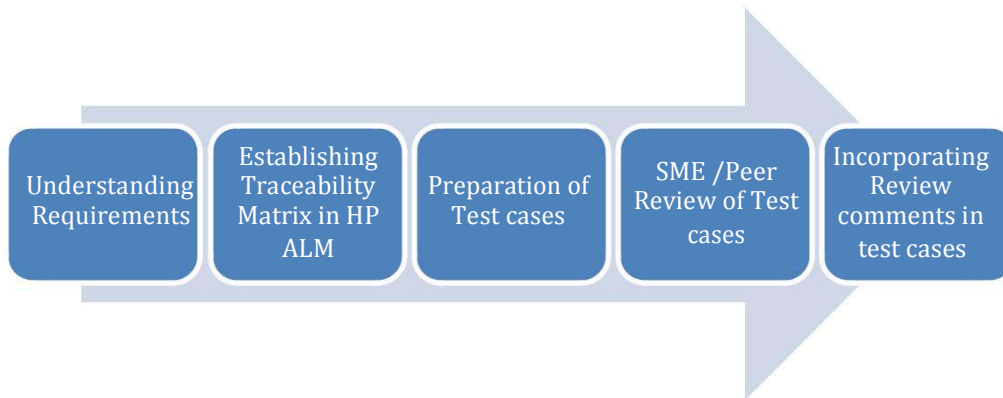 Understanding
Requirements
Establishing
Traceability
Matrix in HP
ALM
Preparation of
Test cases
SME /Peer
Review of Test
cases
Incorporating
Review
comments in
test cases